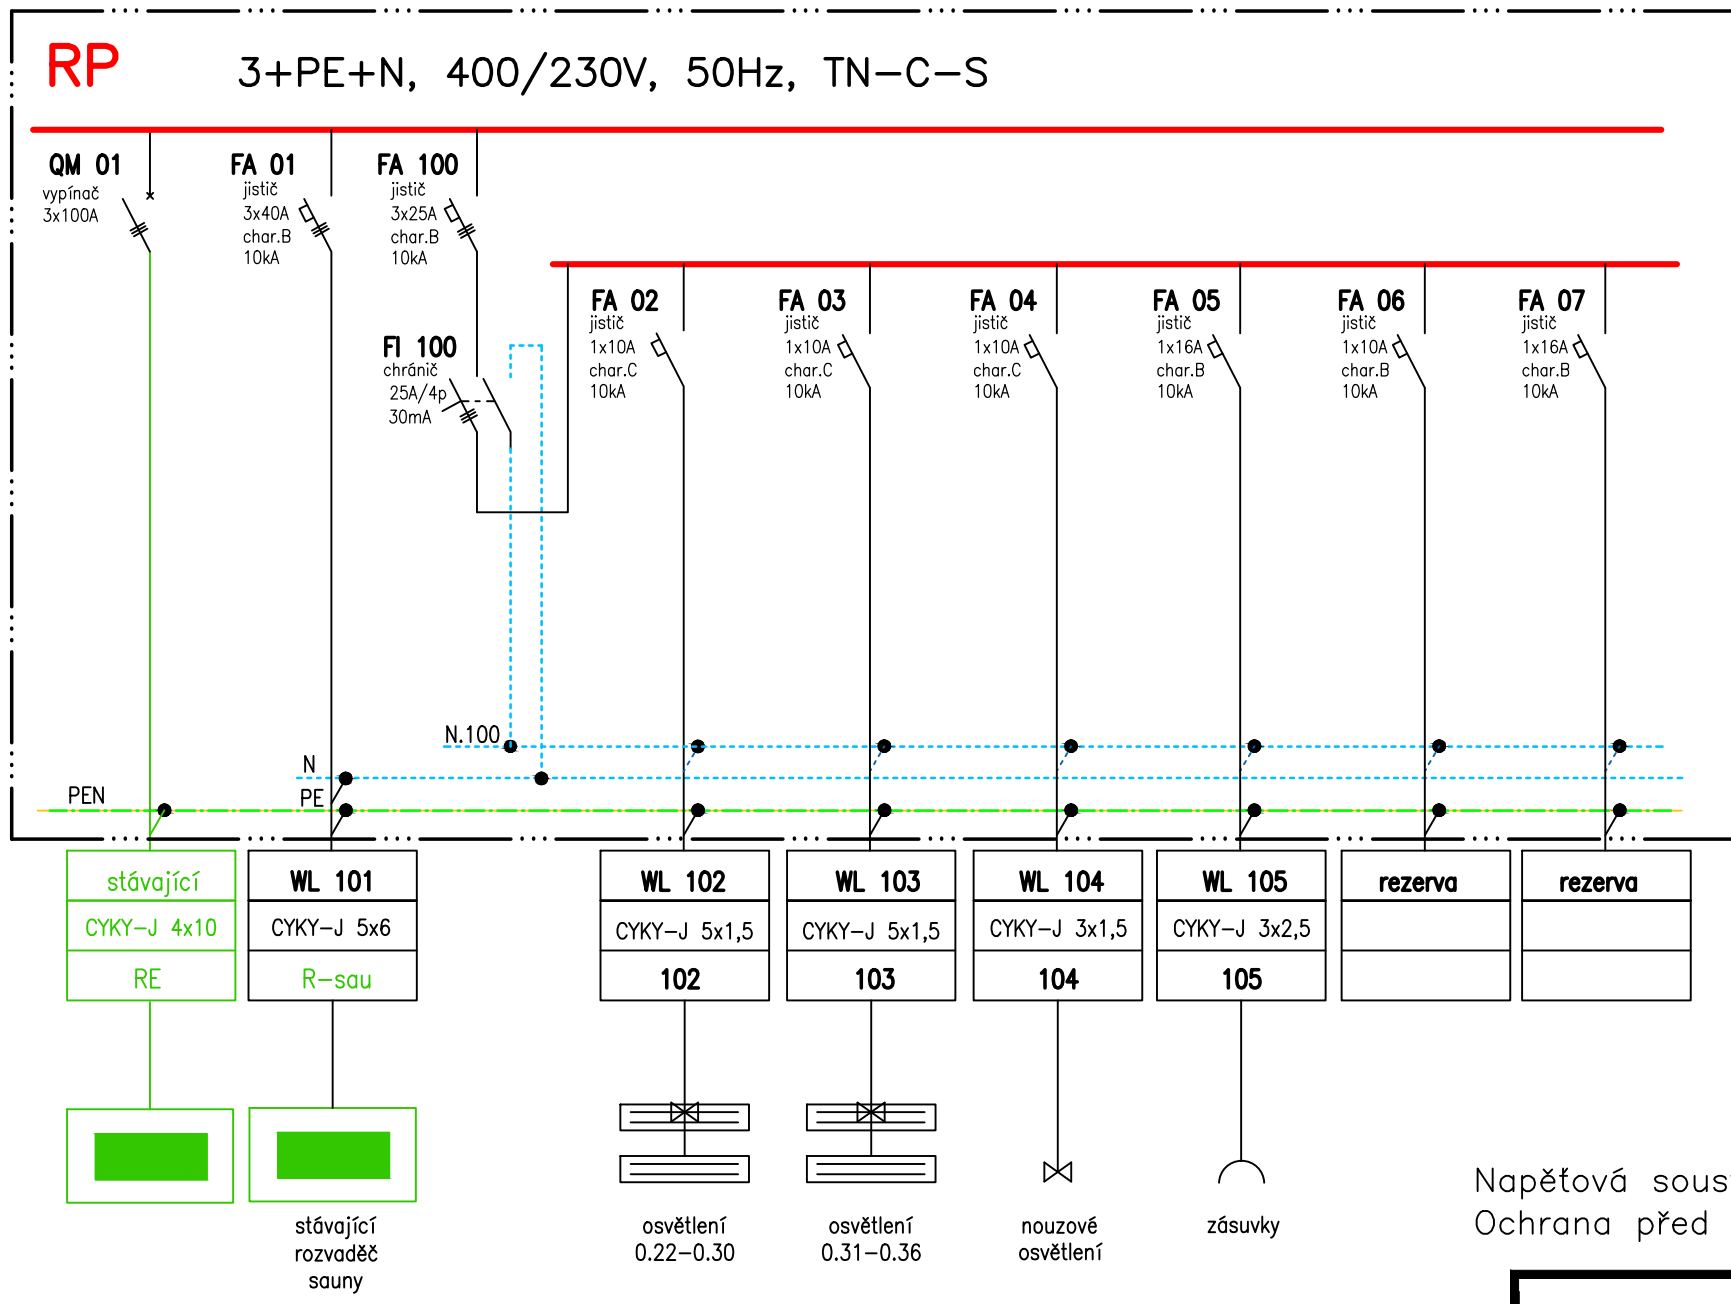 RP
3+PE+N, 400/230V, 50Hz, TN-C-S
QM 01
vypínač
3x100A
FA 01
jistič
3x40A
char.B
10kA
FA 100
jistič
3x25A
char.B
10kA
FI 100
chránič
25A/4p
30mA
FA 02
jistič
1x10A
char.C
10kA
FA 03
jistič
1x10A
char.C
10kA
FA 04
jistič
1x10A
char.C
10kA
FA 05
jistič
1x16A
char.B
10kA
FA 06
jistič
1x10A
char.B
10kA
FA 07
jistič
1x16A
char.B
10kA
N.100
N
PEN
PE
stávající
CYKY-J 4x10
RE
WL 101
CYKY-J 5x6
R-sau
stávající
rozvaděč
sauny
WL 102
CYKY-J 5x1,5
102
osvětlení
0.22-0.30
WL 103
CYKY-J 5x1,5
103
osvětlení
0.31-0.36
WL 104
CYKY-J 3x1,5
104
nouzové
osvětlení
WL 105
CYKY-J 3x2,5
105
zásuvky
rezerva
rezerva
Napěťová sous
Ochrana před